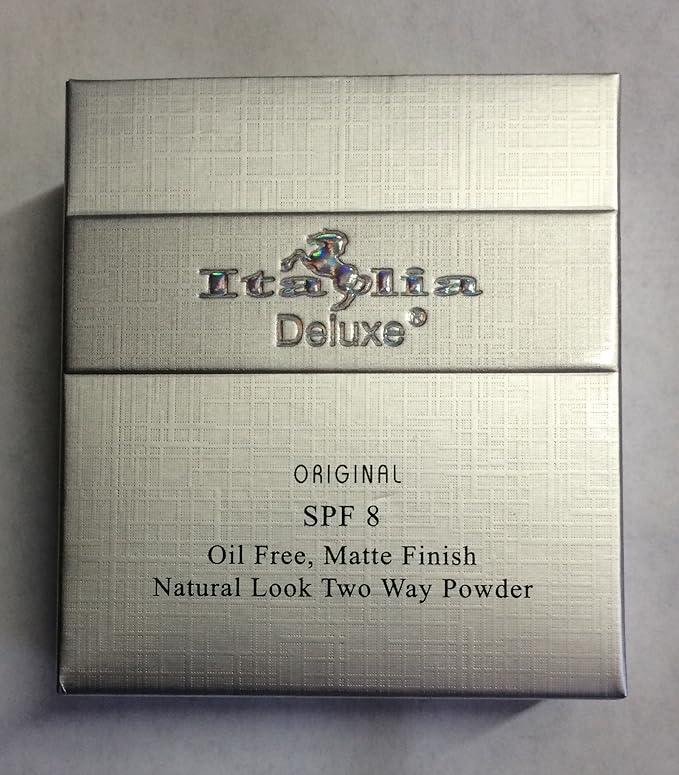 Italia
Deluxe®
ORIGINAL
SPF 8
Oil Free, Matte Finish
Natural Look Two Way Powder